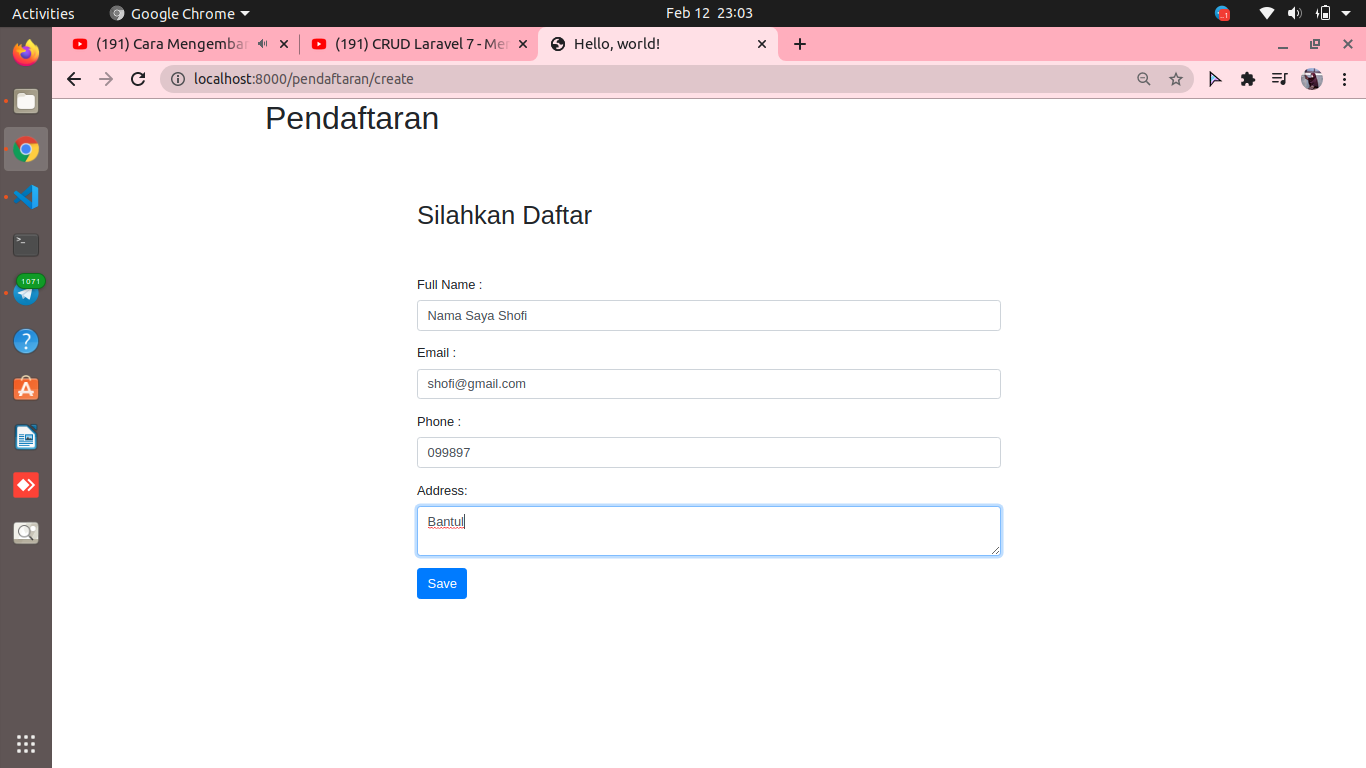 Activities
Google Chrome
Feb 12 23:03
(191) Cara Mengemban
(191) CRUD Laravel 7 - Mer
Hello, world!
localhost:8000/pendaftaran/create
Pendaftaran
Silahkan Daftar
Full Name :
Nama Saya Shofi
Email :
shofi@gmail.com
Phone :
099897
Address:
Bantul
Save
1071